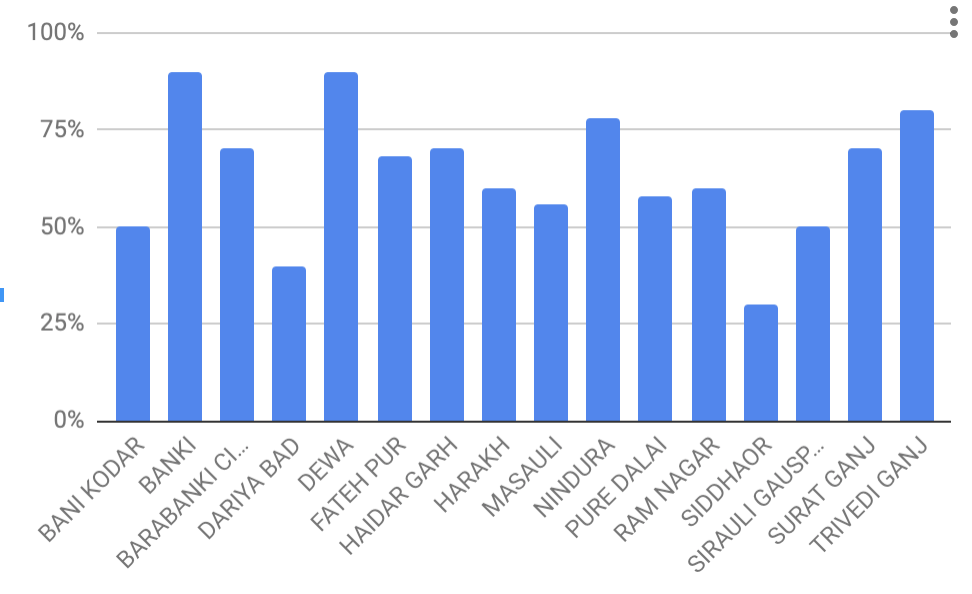 100%
75%
50%
25%
0%
BANI KODAR
BANKI
BARABANKI CI...
DARIYA BAD
DEWA
FATEH PUR
HAIDAR GARH
HARAKH
MASAULI
NINDURA
PURE DALAI
RAM NAGAR
SIDDHAOR
SIRAULI GAUSP...
SURAT GANJ
TRIVEDI GANJ